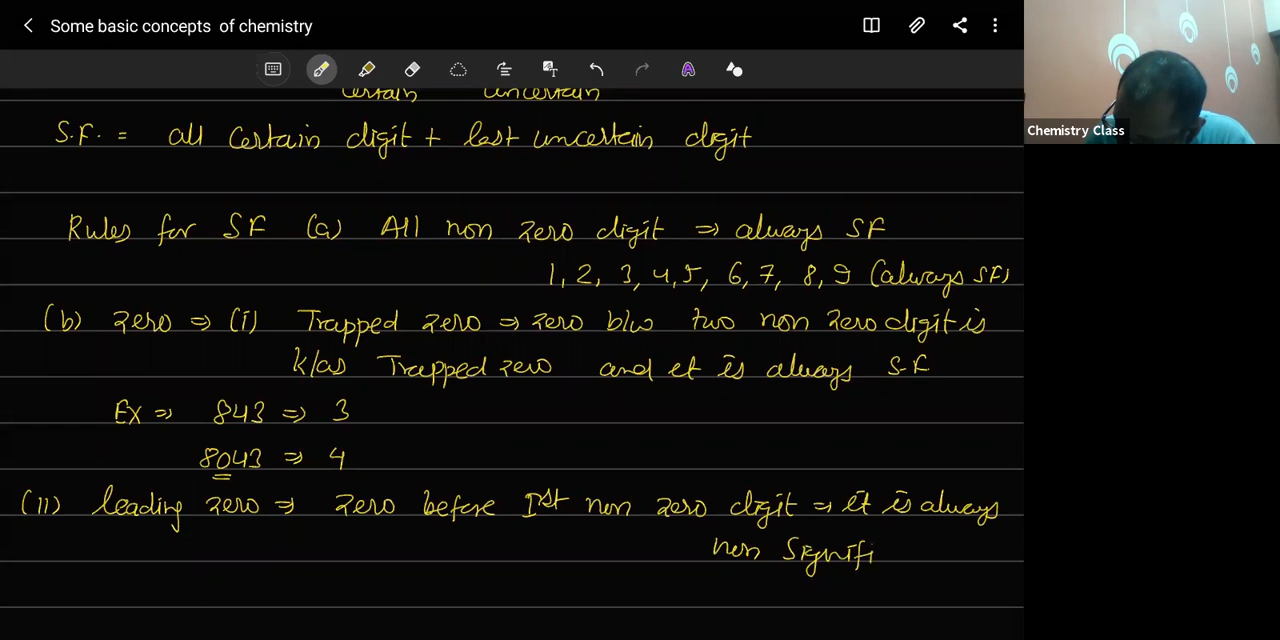 Some basic concepts of chemistry
Certain uncertain
S.F. = all Certain digit + last uncertain digit
Chemistry Class
Rules for SF (a) All non zero digit ⇒ always SF
1, 2, 3, 4, 5, 6, 7, 8, 9 (always SF)
(b) zero ⇒ (i) Trapped zero ⇒ zero b/w two non zero digit is
k/as Trapped zero and it is always S.F
Ex ⇒ 843 ⇒ 3
8043 ⇒ 4
(ii) leading zero ⇒ zero before Ist non zero digit ⇒ it is always
non Signifi